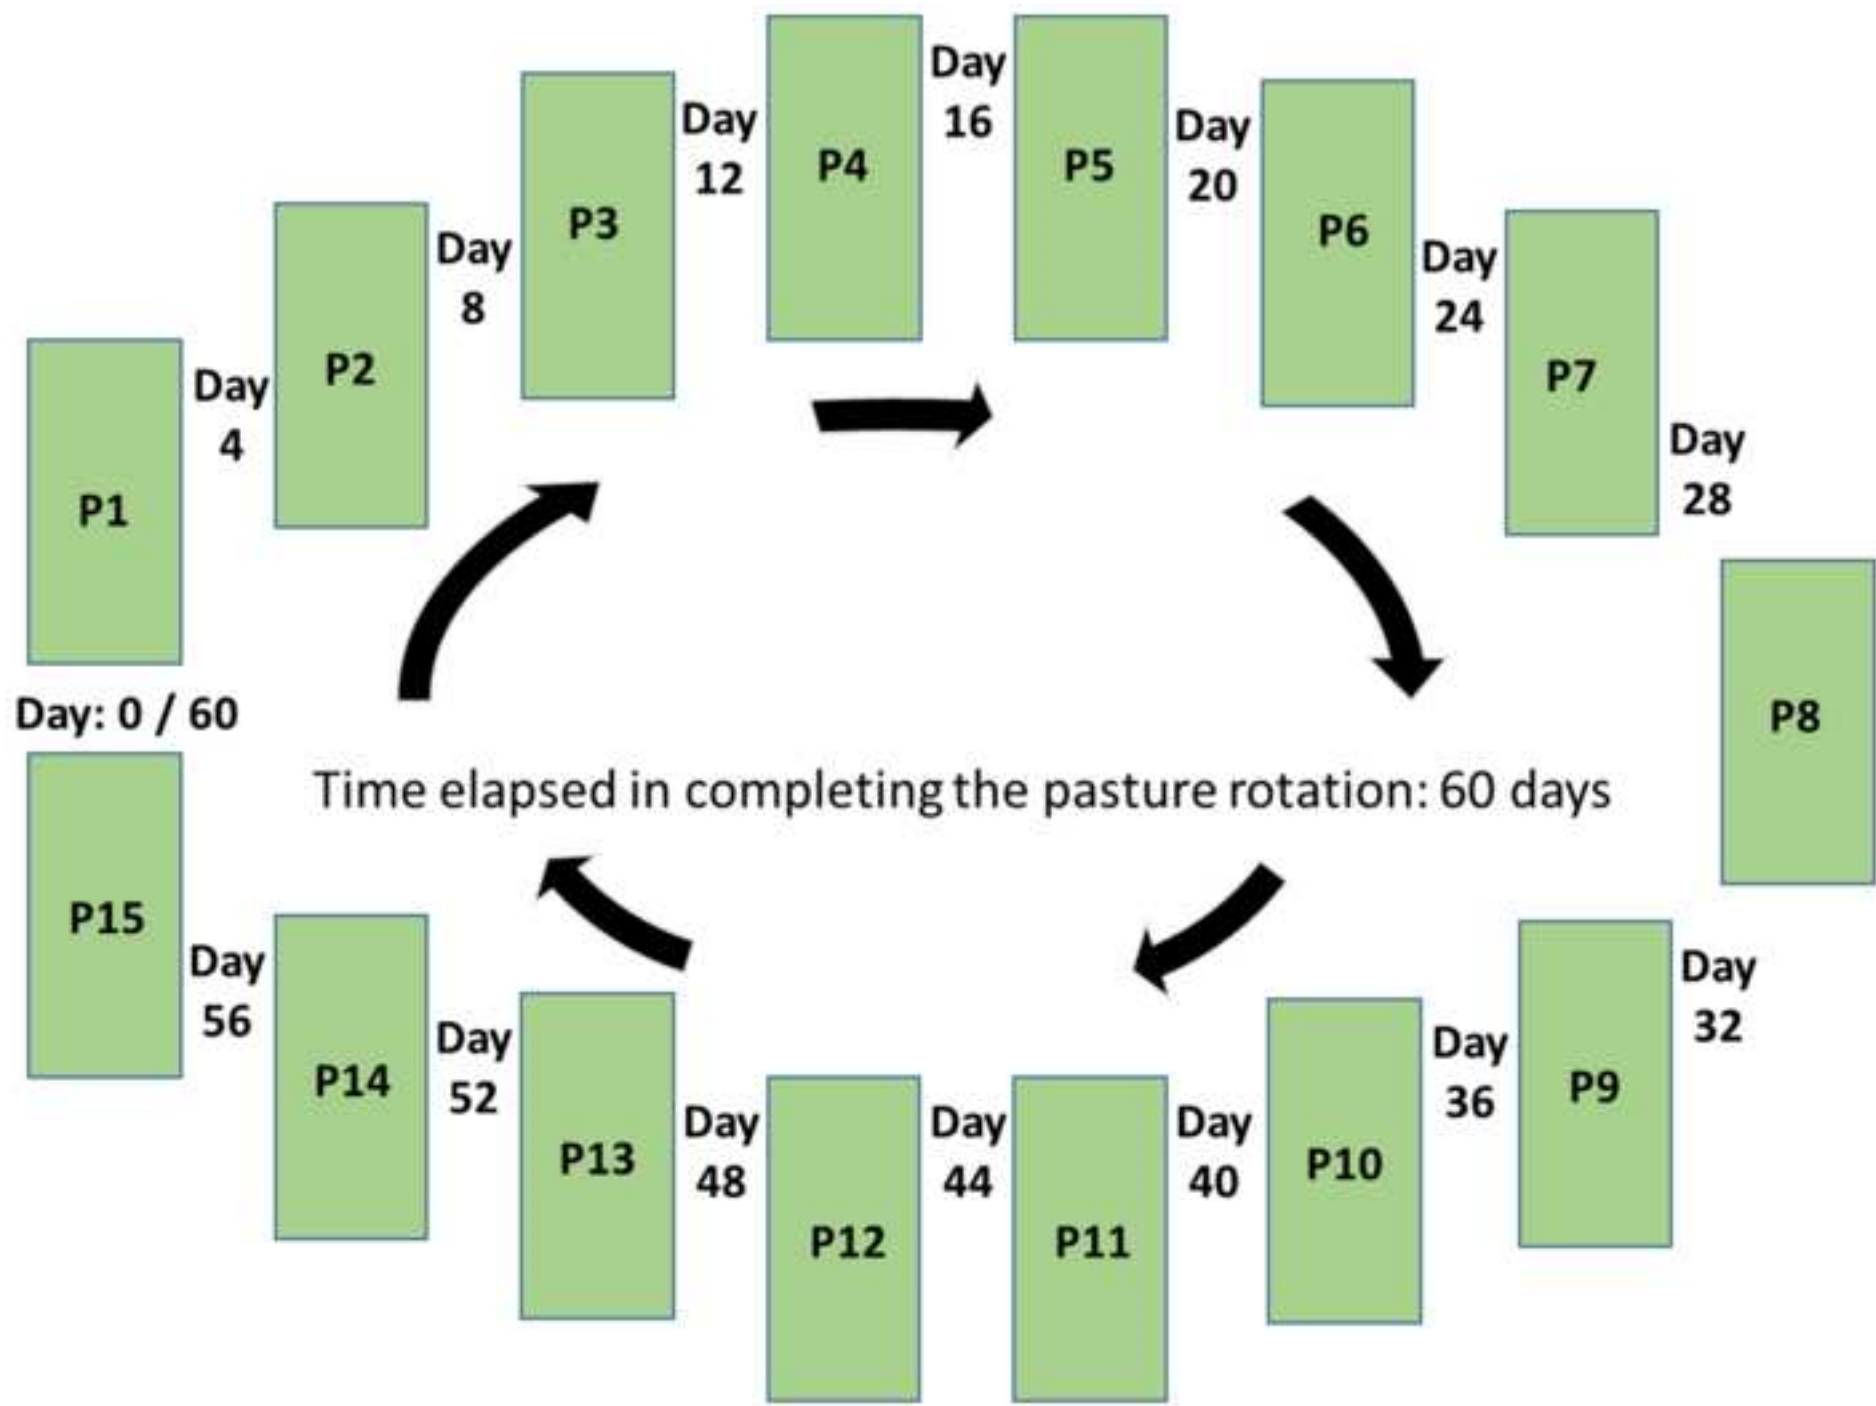 P1
Day
4
P2
Day
8
P3
Day
12
P4
Day
16
P5
Day
20
P6
Day
24
P7
Day
28
P8
Day
32
P9
Day
36
P10
Day
40
P11
Day
44
P12
Day
48
P13
Day
52
P14
Day
56
P15
Day: 0 / 60
Time elapsed in completing the pasture rotation: 60 days